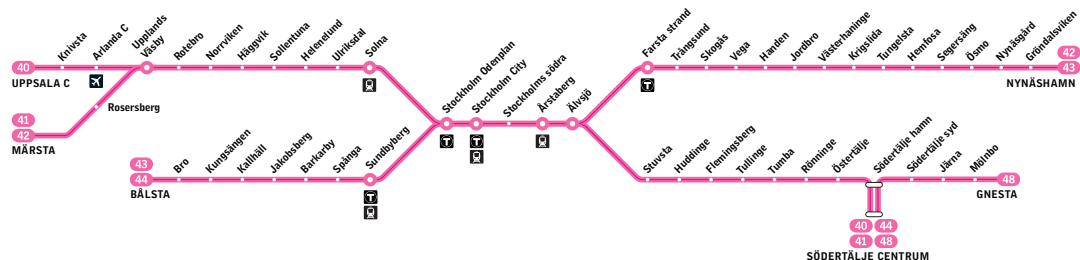 40
UPPSALA C
Knivsta
Arlanda C
Upplands
Väsby
Rotebro
Norrviken
Häggvik
Sollentuna
Helenelund
Ulriksdal
Solna
Rosersberg
41
42
MÄRSTA
43
44
BÅLSTA
Bro
Kungsängen
Kallhäll
Jakobsberg
Barkarby
Spånga
Sundbyberg
T
Stockholm Odenplan
T
Stockholm City
T
Stockholms södra
Årstaberg
Älvsjö
Farsta strand
T
Trångsund
Skogås
Vega
Handen
Jordbro
Västerhaninge
Krigslida
Tungelsta
Hemfosa
Segersäng
Ösmo
Nynäsgård
Gröndalsviken
42
43
NYNÄSHAMN
Stuvsta
Huddinge
Flemingsberg
Tullinge
Tumba
Rönninge
Östertälje
Södertälje hamn
Södertälje syd
Järna
Mölnbo
48
GNESTA
40 44
41 48
SÖDERTÄLJE CENTRUM